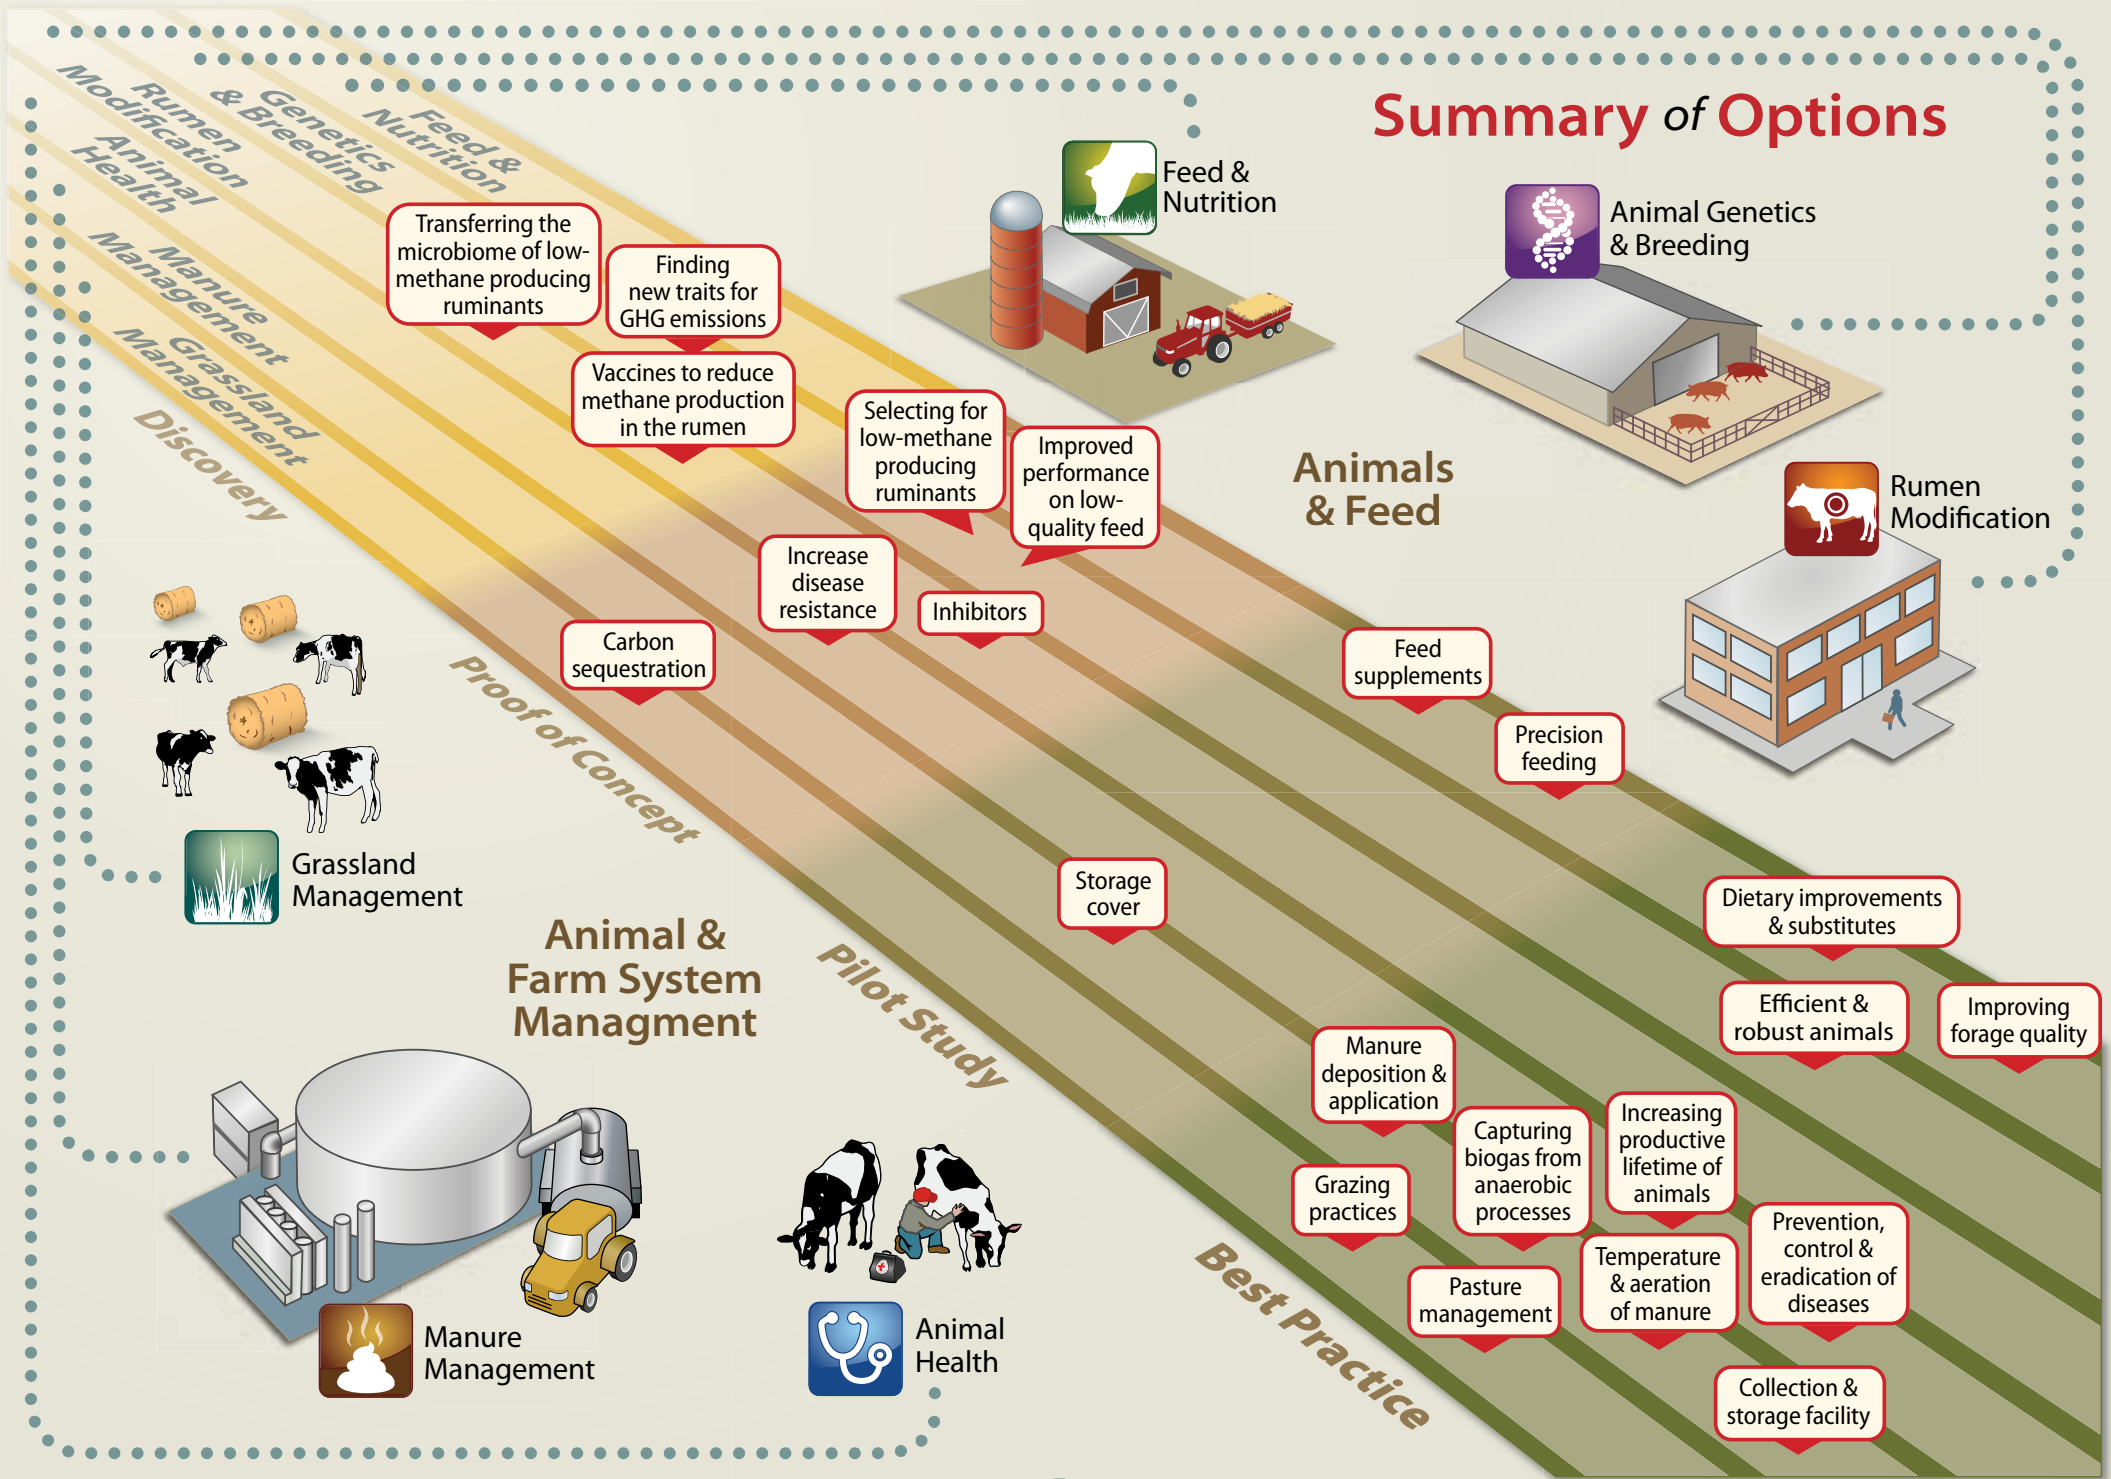 Summary of Options
Feed &
Nutrition
Genetics
& Breeding
Rumen
Modification
Animal
Health
Manure
Management
Grassland
Management
Discovery
Proof of Concept
Pilot Study
Best Practice
Transferring the
microbiome of low-
methane producing
ruminants
Finding
new traits for
GHG emissions
Vaccines to reduce
methane production
in the rumen
Selecting for
low-methane
producing
ruminants
Improved
performance
on low-
quality feed
Increase
disease
resistance
Inhibitors
Carbon
sequestration
Feed
supplements
Precision
feeding
Storage
cover
Dietary improvements
& substitutes
Efficient &
robust animals
Improving
forage quality
Manure
deposition &
application
Capturing
biogas from
anaerobic
processes
Increasing
productive
lifetime of
animals
Grazing
practices
Pasture
management
Temperature
& aeration
of manure
Prevention,
control &
eradication of
diseases
Collection &
storage facility
Feed &
Nutrition
Animal Genetics
& Breeding
Animals
& Feed
Rumen
Modification
Grassland
Management
Animal &
Farm System
Managment
Manure
Management
Animal
Health